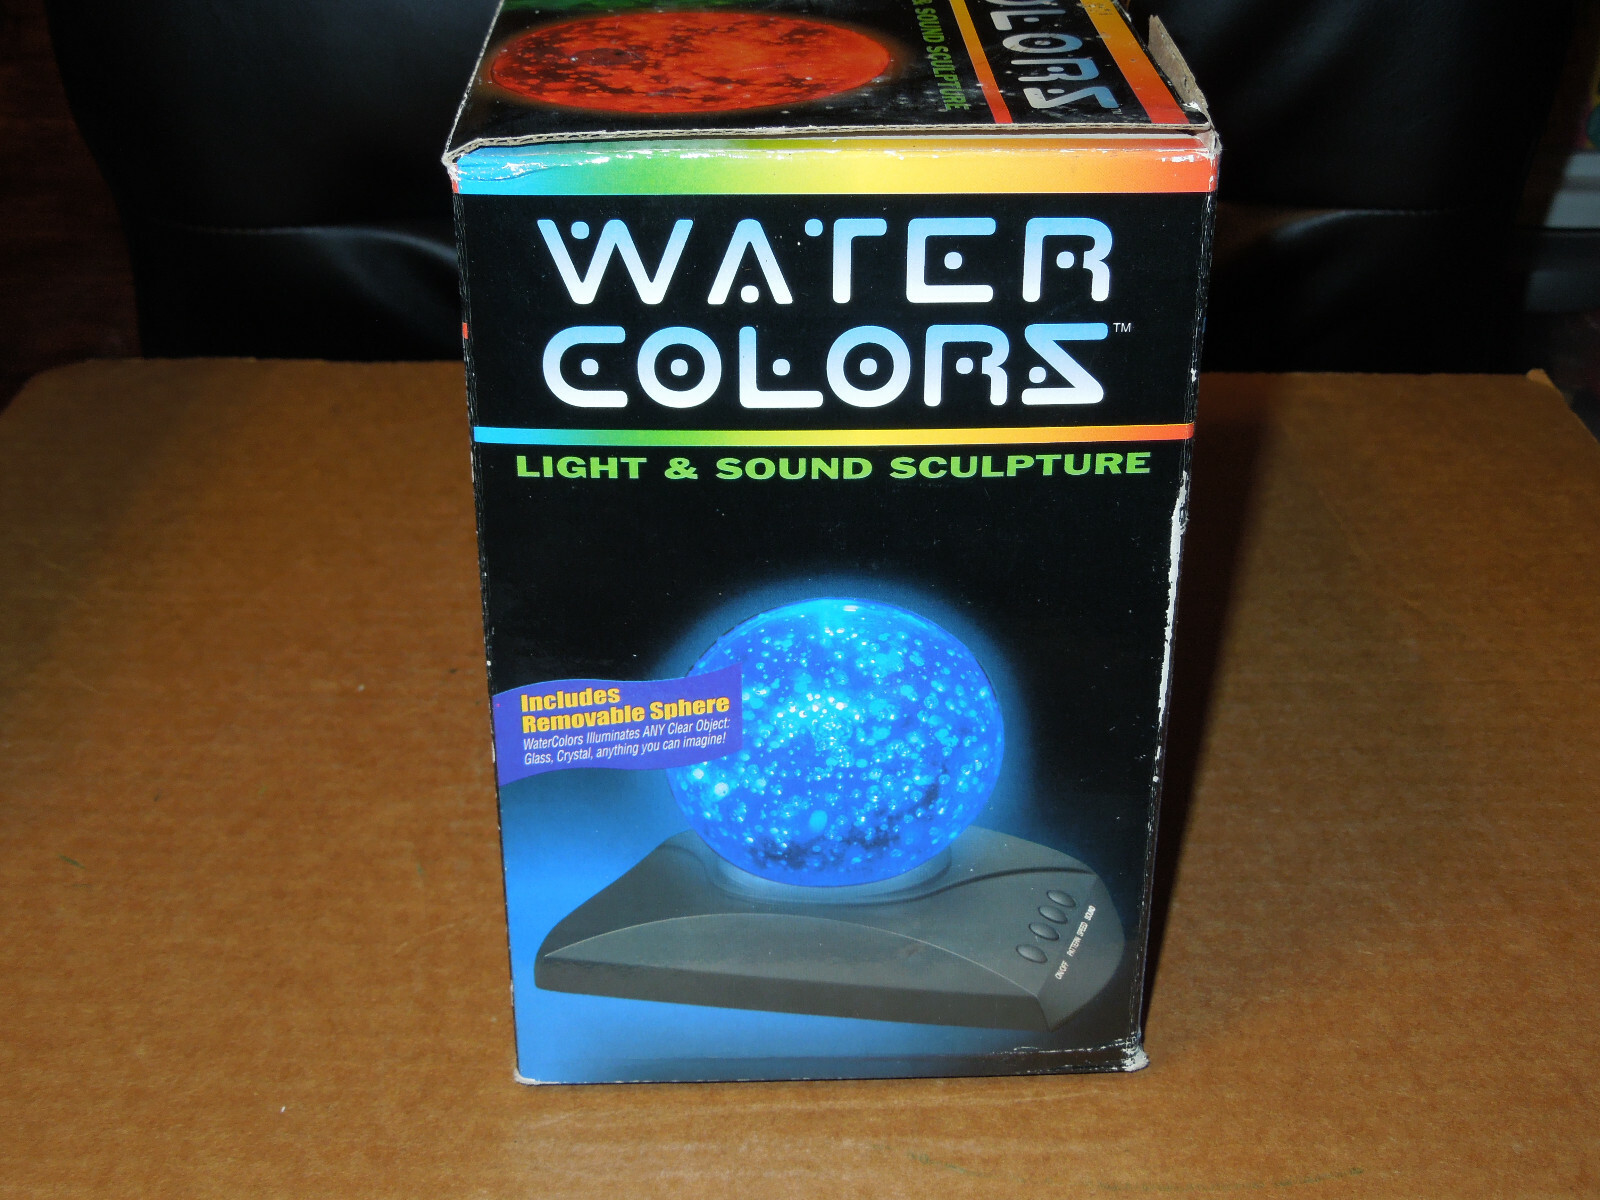 & SOUND SCULPTURE
OLORS
WATER
COLORS™
LIGHT & SOUND SCULPTURE
Includes
Removable Sphere
WaterColors Illuminates ANY Clear Object:
Glass, Crystal, anything you can imagine!
ON/OFF PATTERN SPEED SOUND